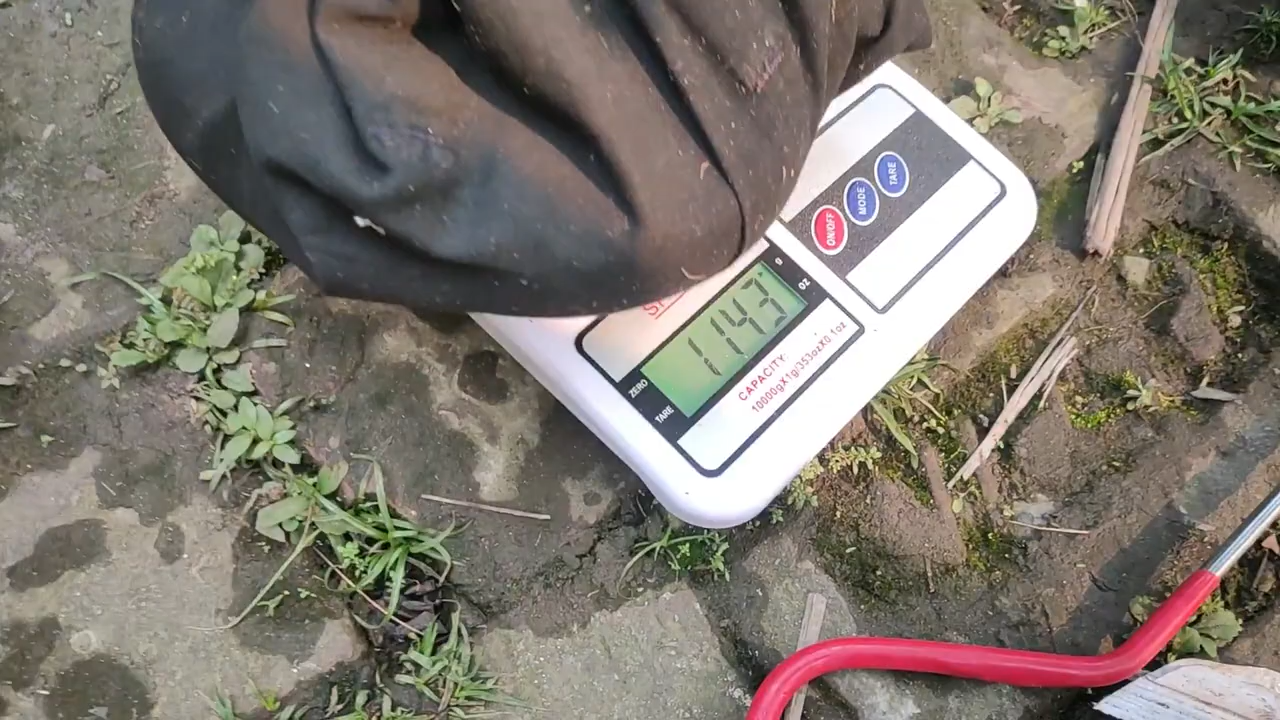 ON/OFF
MODE
TARE
g
oz
1143
ZERO
TARE
CAPACITY:
10000gX1g/353ozX0.1oz